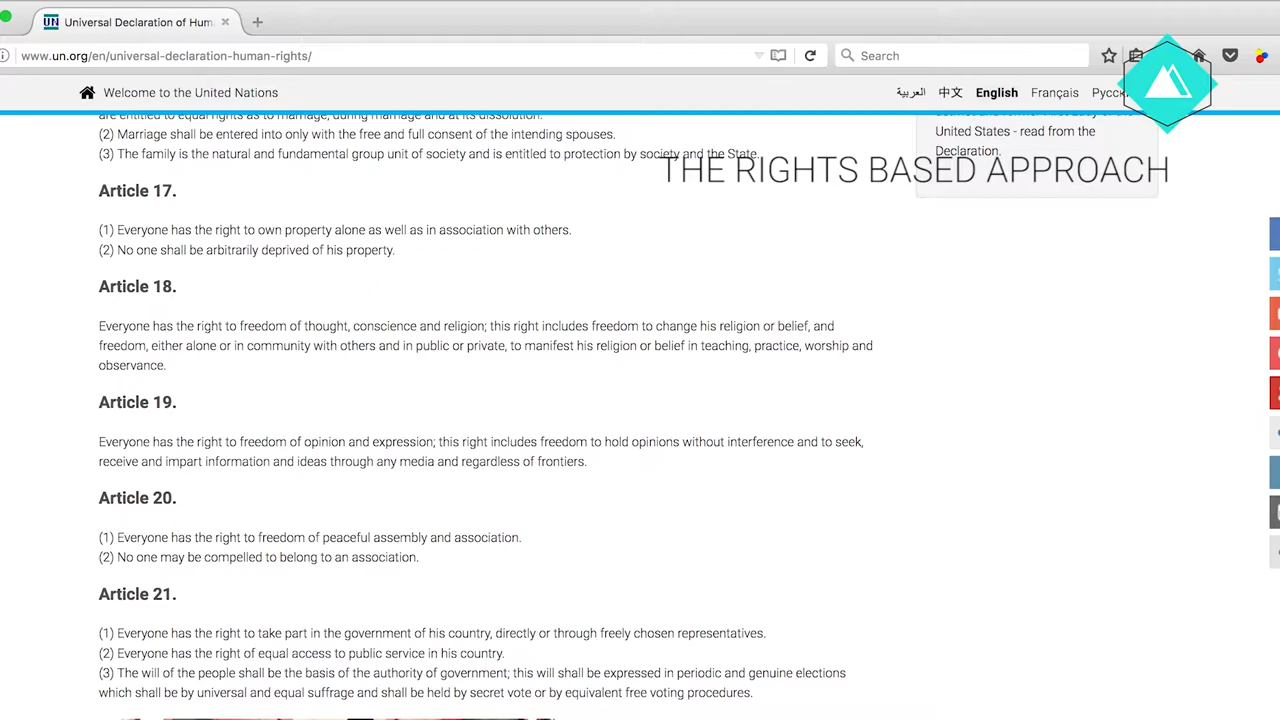 Universal Declaration of Hum
www.un.org/en/universal-declaration-human-rights/
Search
Welcome to the United Nations
العربية 中文 English Français
are entitled to equal rights as to marriage, during marriage and at its dissolution.
(2) Marriage shall be entered into only with the free and full consent of the intending spouses.
(3) The family is the natural and fundamental group unit of society and is entitled to protection by society and the State.
United States - read from the
Declaration.
THE RIGHTS BASED APPROACH
Article 17.
(1) Everyone has the right to own property alone as well as in association with others.
(2) No one shall be arbitrarily deprived of his property.
Article 18.
Everyone has the right to freedom of thought, conscience and religion; this right includes freedom to change his religion or belief, and
freedom, either alone or in community with others and in public or private, to manifest his religion or belief in teaching, practice, worship and
observance.
Article 19.
Everyone has the right to freedom of opinion and expression; this right includes freedom to hold opinions without interference and to seek,
receive and impart information and ideas through any media and regardless of frontiers.
Article 20.
(1) Everyone has the right to freedom of peaceful assembly and association.
(2) No one may be compelled to belong to an association.
Article 21.
(1) Everyone has the right to take part in the government of his country, directly or through freely chosen representatives.
(2) Everyone has the right of equal access to public service in his country.
(3) The will of the people shall be the basis of the authority of government; this will shall be expressed in periodic and genuine elections
which shall be by universal and equal suffrage and shall be held by secret vote or by equivalent free voting procedures.